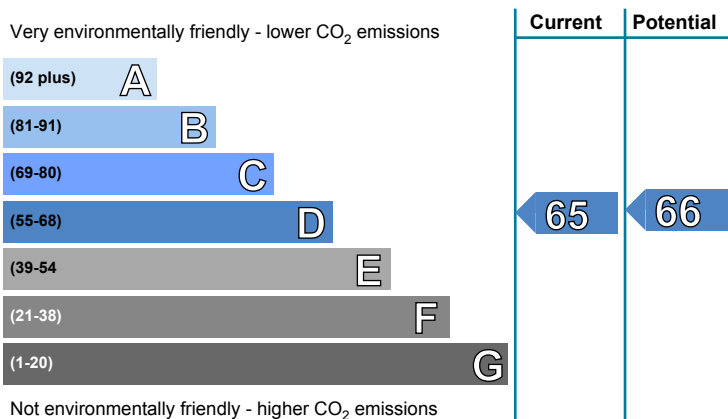 Current Potential
Very environmentally friendly - lower CO2 emissions
(92 plus) A
(81-91) B
(69-80) C
(55-68) D 65 66
(39-54 E
(21-38) F
(1-20) G
Not environmentally friendly - higher CO2 emissions